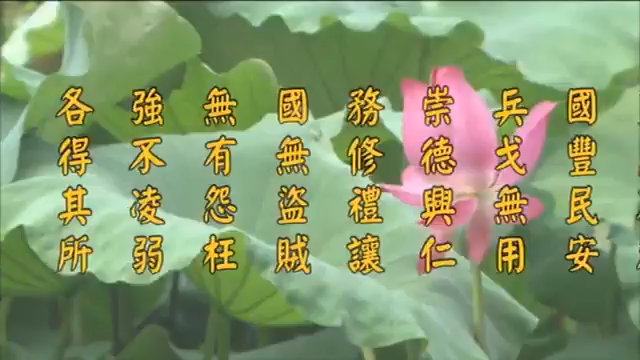 國豐民安
兵戈無用
崇德興仁
務修禮讓
國無盜賊
無有怨枉
強不凌弱
各得其所